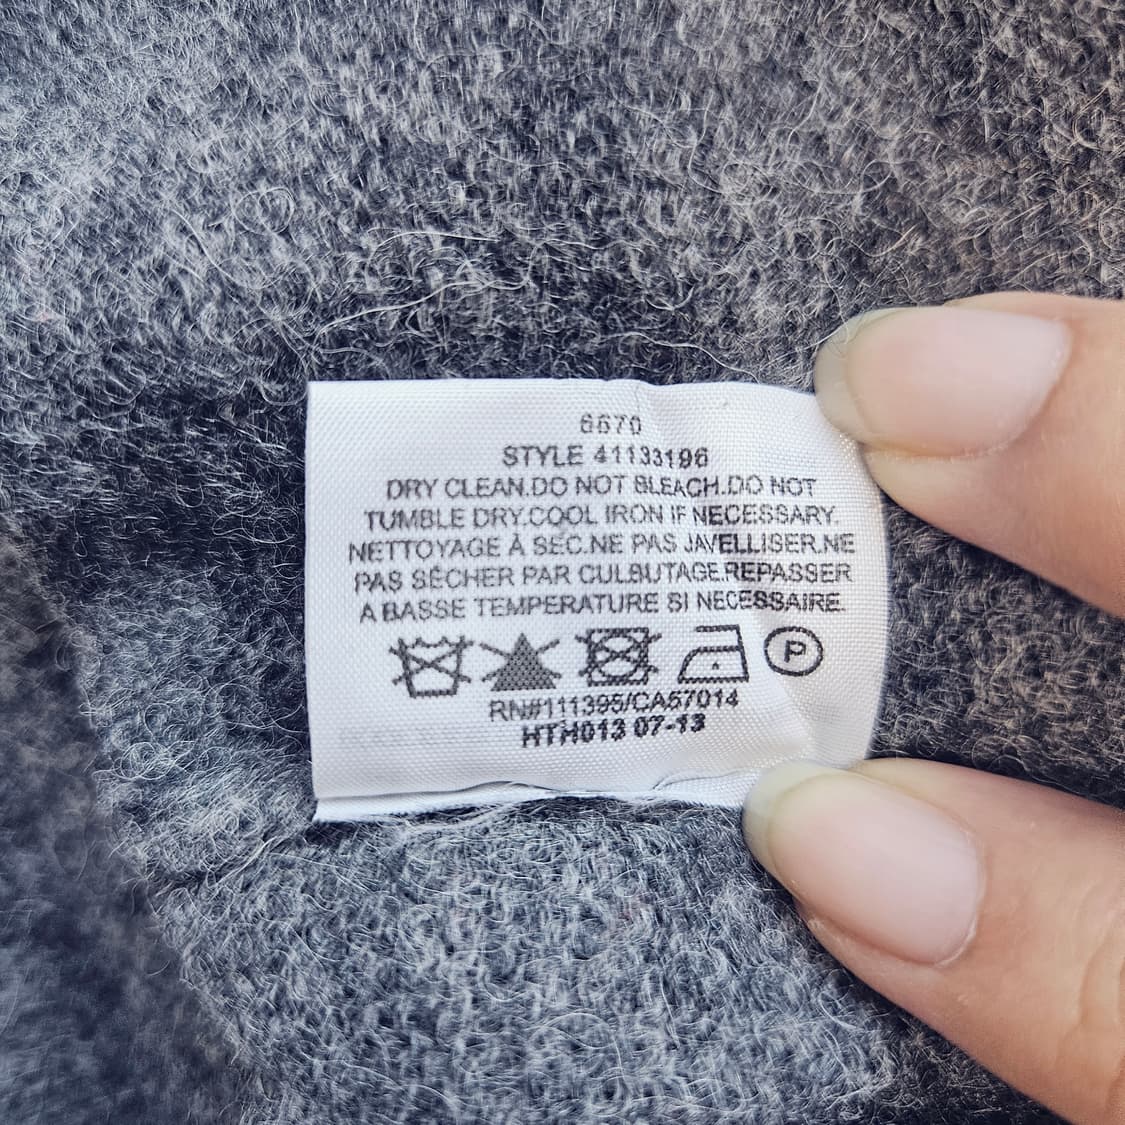 6670
STYLE 41133196
DRY CLEAN.DO NOT BLEACH.DO NOT
TUMBLE DRY.COOL IRON IF NECESSARY.
NETTOYAGE À SEC.NE PAS JAVELLISER.NE
PAS SÉCHER PAR CULBUTAGE.REPASSER
A BASSE TEMPERATURE SI NECESSAIRE.
P
RN#111395/CA57014
HTH013 07-13